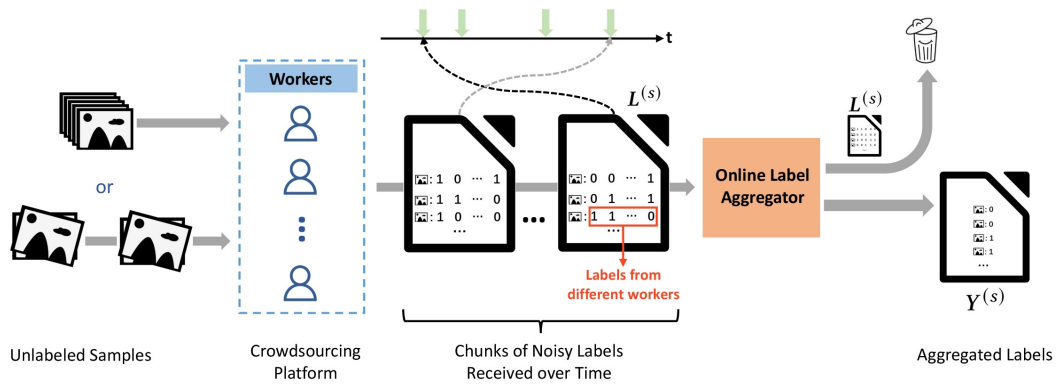 t
Workers
L(s)
or
🖼: 1 0 ··· 1
🖼: 1 1 ··· 0
🖼: 1 0 ··· 0
···
···
🖼: 0 0 ··· 1
🖼: 0 1 ··· 1
🖼: 1 1 ··· 0
···
Labels from
different workers
Online Label
Aggregator
L(s)
🖼: 0
🖼: 0
🖼: 1
🖼: 1
···
Y(s)
Unlabeled Samples
Crowdsourcing
Platform
Chunks of Noisy Labels
Received over Time
Aggregated Labels